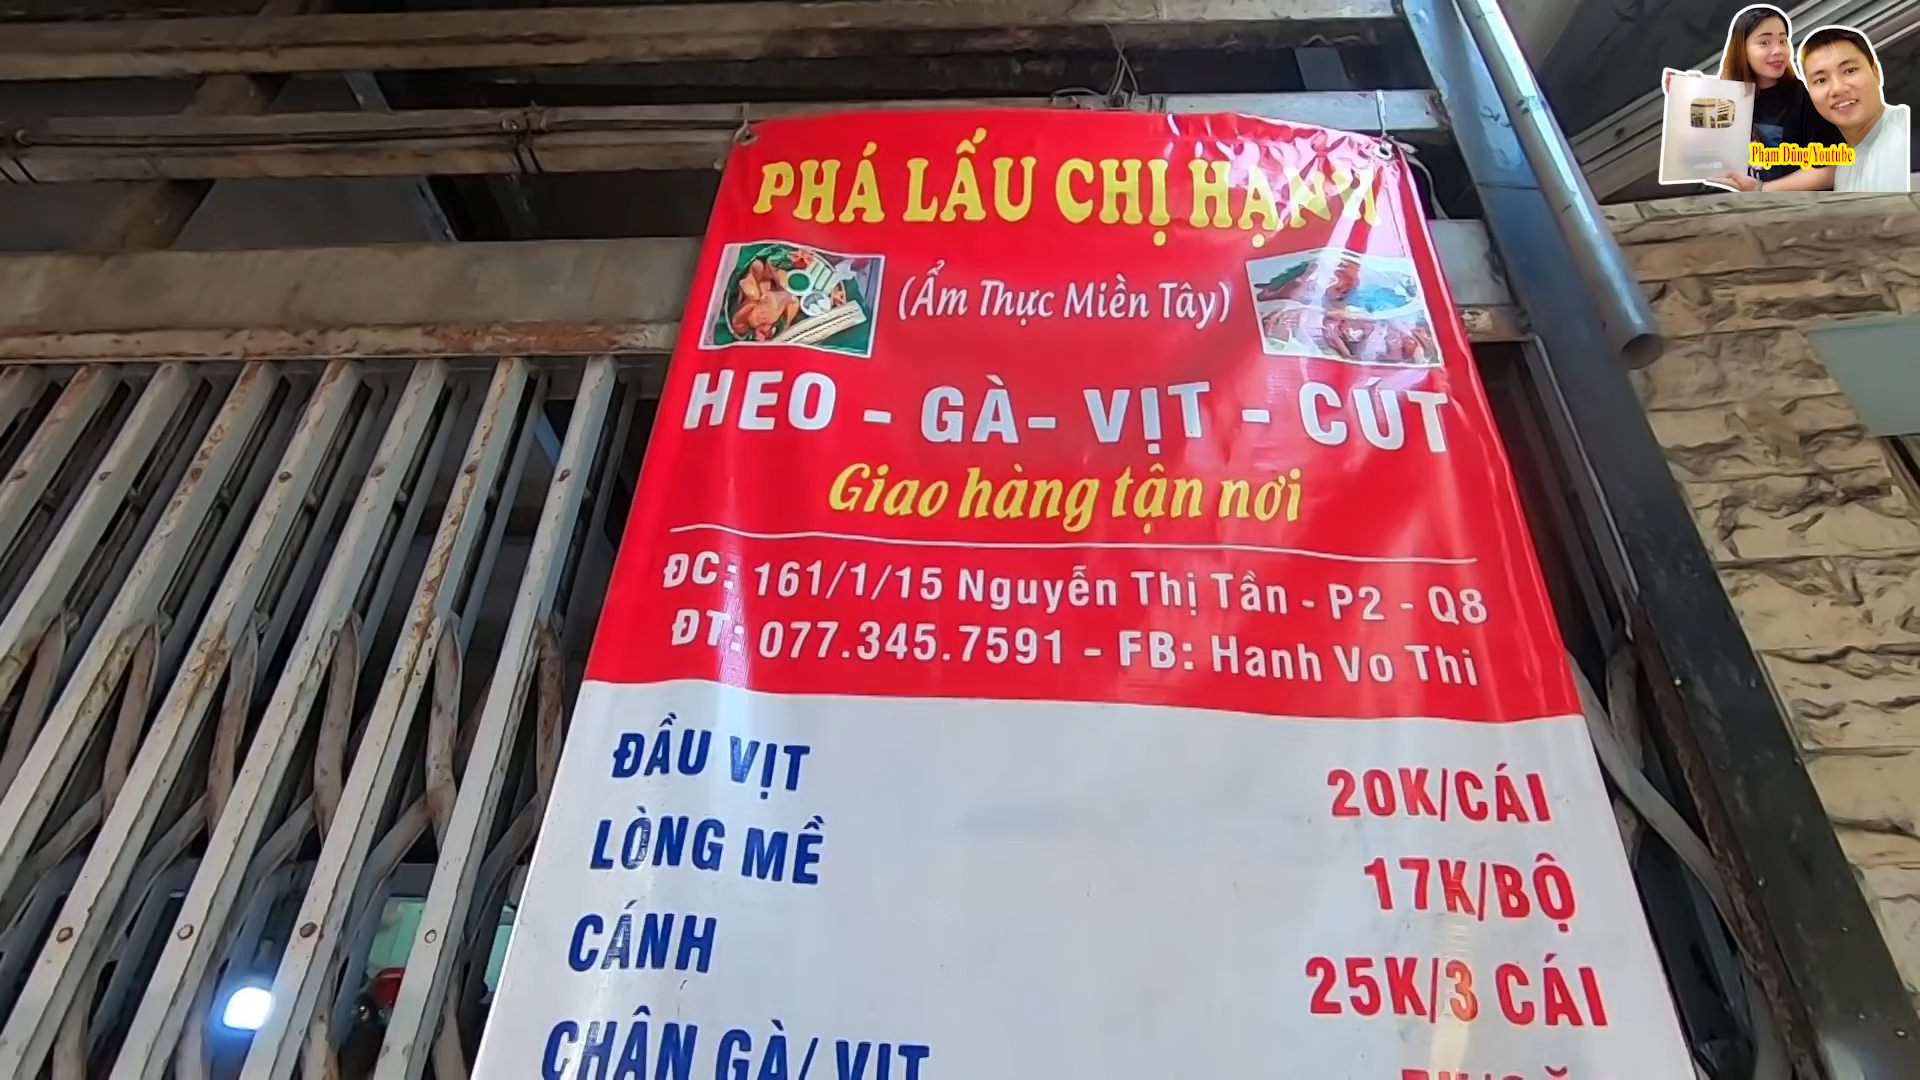 Phạm Dũng Youtube
PHÁ LẤU CHỊ HẠNH
(Ẩm Thực Miền Tây)
HEO - GÀ- VỊT - CÚT
Giao hàng tận nơi
ĐC: 161/1/15 Nguyễn Thị Tần - P2 - Q8
ĐT: 077.345.7591 - FB: Hanh Vo Thi
ĐẦU VỊT 20K/CÁI
LÒNG MỀ 17K/BỘ
CÁNH 25K/3 CÁI
CHÂN GÀ/ VỊT